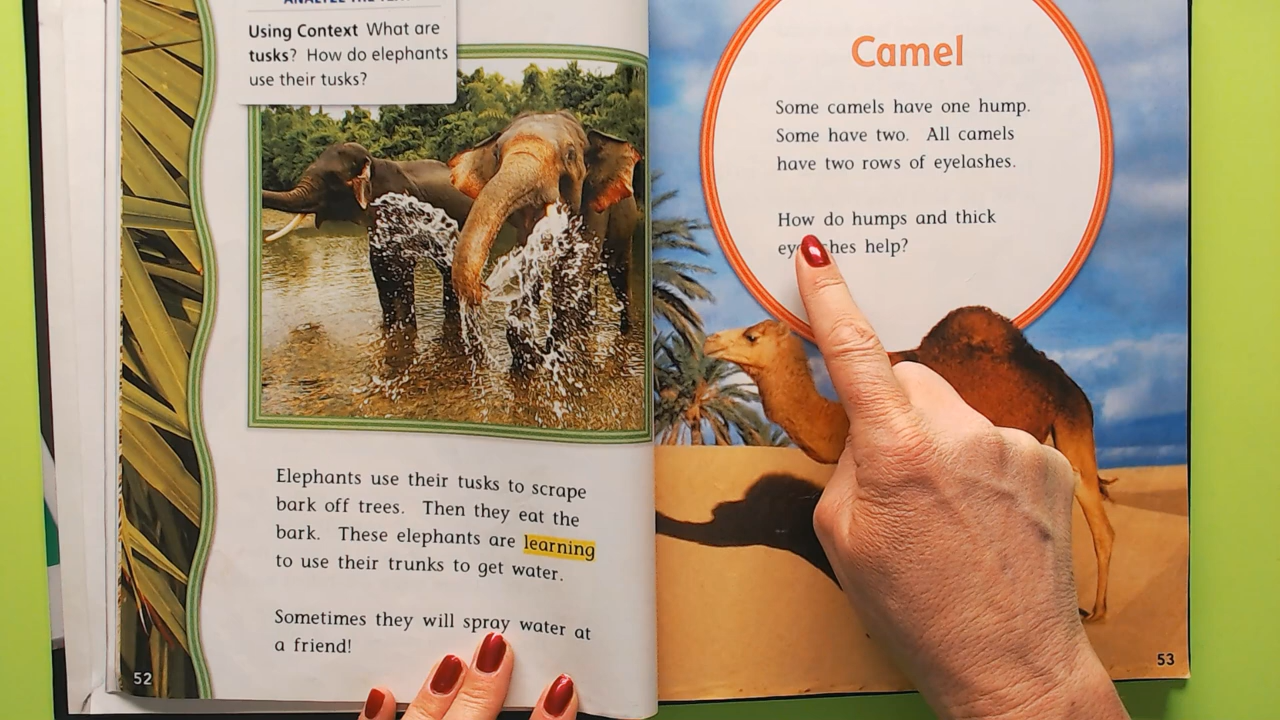 Using Context What are
tusks? How do elephants
use their tusks?
Elephants use their tusks to scrape
bark off trees. Then they eat the
bark. These elephants are learning
to use their trunks to get water.
Sometimes they will spray water at
a friend!
52
Camel
Some camels have one hump.
Some have two. All camels
have two rows of eyelashes.
How do humps and thick
help?
53